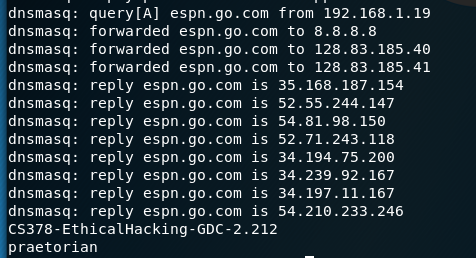 dnsmasq: query[A] espn.go.com from 192.168.1.19
dnsmasq: forwarded espn.go.com to 8.8.8.8
dnsmasq: forwarded espn.go.com to 128.83.185.40
dnsmasq: forwarded espn.go.com to 128.83.185.41
dnsmasq: reply espn.go.com is 35.168.187.154
dnsmasq: reply espn.go.com is 52.55.244.147
dnsmasq: reply espn.go.com is 54.81.98.150
dnsmasq: reply espn.go.com is 52.71.243.118
dnsmasq: reply espn.go.com is 34.194.75.200
dnsmasq: reply espn.go.com is 34.239.92.167
dnsmasq: reply espn.go.com is 34.197.11.167
dnsmasq: reply espn.go.com is 54.210.233.246
CS378-EthicalHacking-GDC-2.212
praetorian